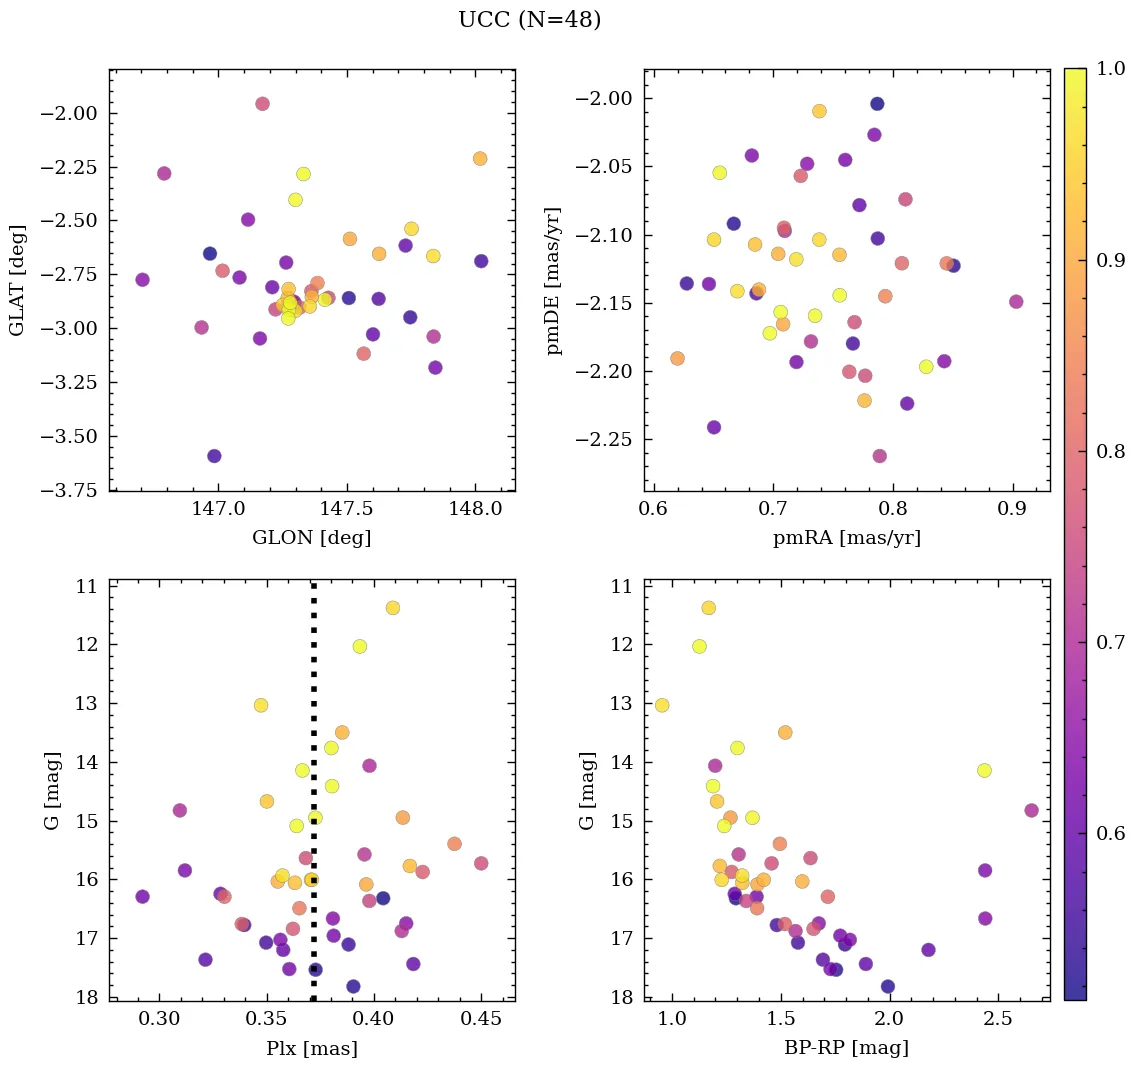 UCC (N=48)
−2.00
−2.25
−2.50
−2.75
−3.00
−3.25
−3.50
−3.75
GLAT [deg]
147.0 147.5 148.0
GLON [deg]
−2.00
−2.05
−2.10
−2.15
−2.20
−2.25
pmDE [mas/yr]
0.6 0.7 0.8 0.9
pmRA [mas/yr]
11
12
13
14
15
16
17
18
G [mag]
0.30 0.35 0.40 0.45
Plx [mas]
11
12
13
14
15
16
17
18
G [mag]
1.0 1.5 2.0 2.5
BP-RP [mag]
1.0
0.9
0.8
0.7
0.6